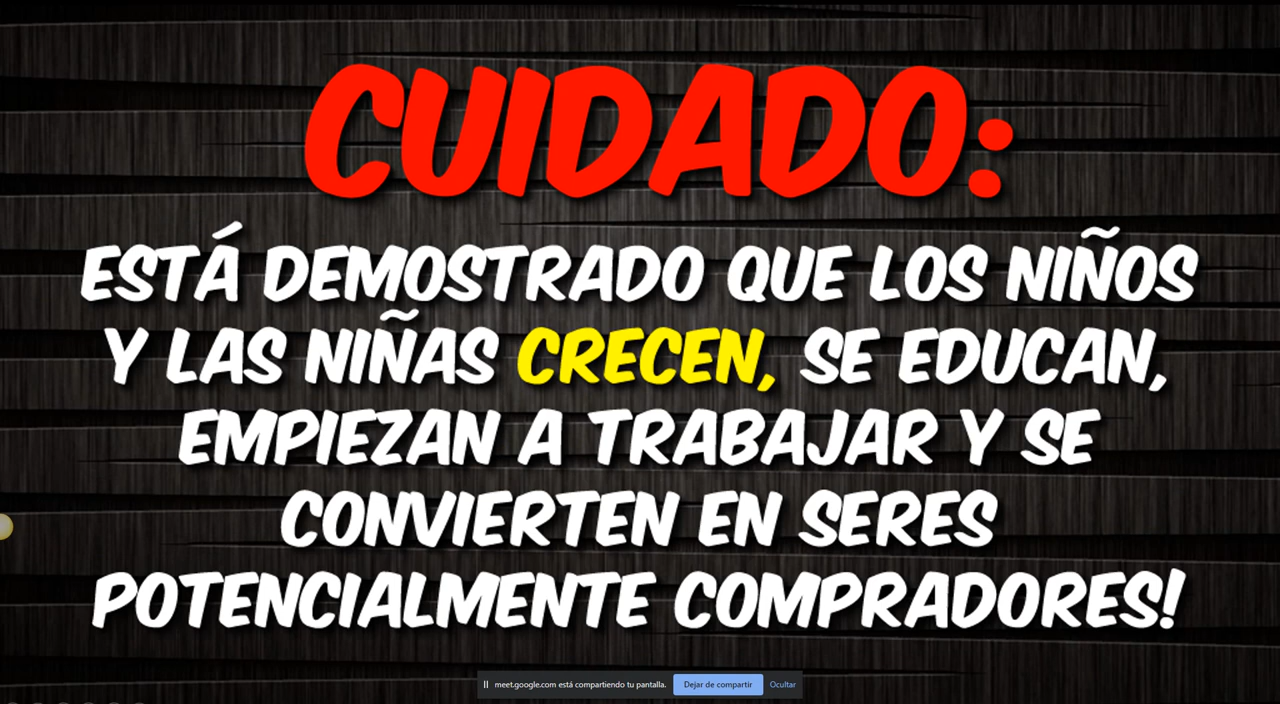 CUIDADO:
ESTÁ DEMOSTRADO QUE LOS NIÑOS
Y LAS NIÑAS CRECEN, SE EDUCAN,
EMPIEZAN A TRABAJAR Y SE
CONVIERTEN EN SERES
POTENCIALMENTE COMPRADORES!
meet.google.com está compartiendo tu pantalla. Dejar de compartir Ocultar